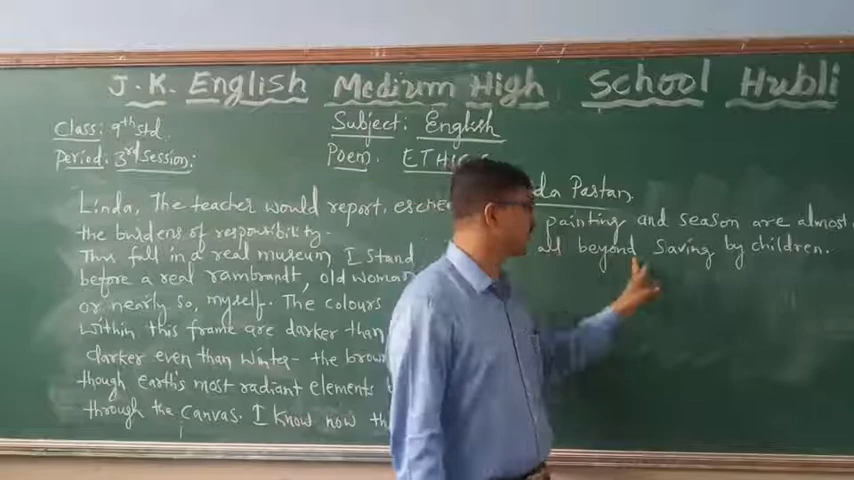 J.K. English Medium High School Hubli
Class: 9th std.
Subject: English
Period: 3rd Session;
Poem: ETHICS
Pastan.
Linda, The teacher would report, esche
the burdens of responsibility.
This fall in a real museum, I stand
before a real rambrandt, old woman
or nearly so, myself. The colours
within this frame are darker than
darker even than winter - the brow
though earth's most radiant elements
through the canvas. I know now th
painting and season are almost
all beyond saving by children.